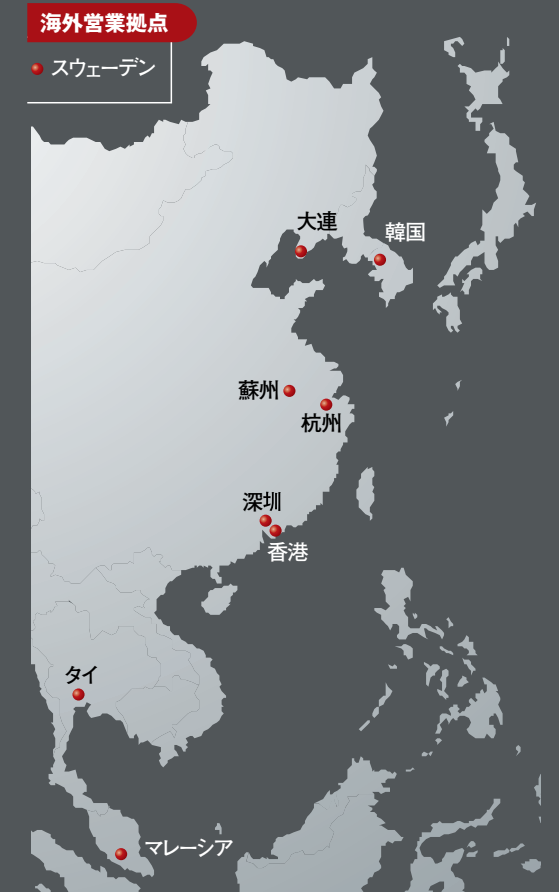 海外営業拠点
スウェーデン
大連
韓国
蘇州
杭州
深圳
香港
タイ
マレーシア